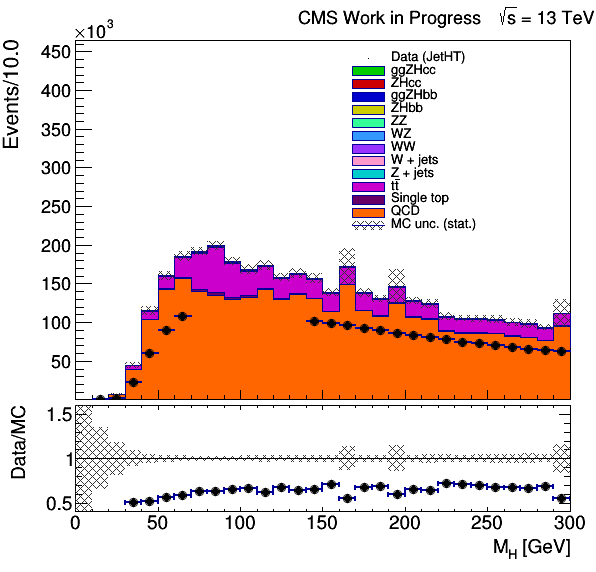 CMS Work in Progress √s = 13 TeV
×10³
Events/10.0
450
400
350
300
250
200
150
100
50
Data (JetHT)
ggZHcc
ZHcc
ggZHbb
ZHbb
ZZ
WZ
WW
W + jets
Z + jets
tt̄
Single top
QCD
MC unc. (stat.)
Data/MC
1.5
1
0.5
0 50 100 150 200 250 300
M_H [GeV]